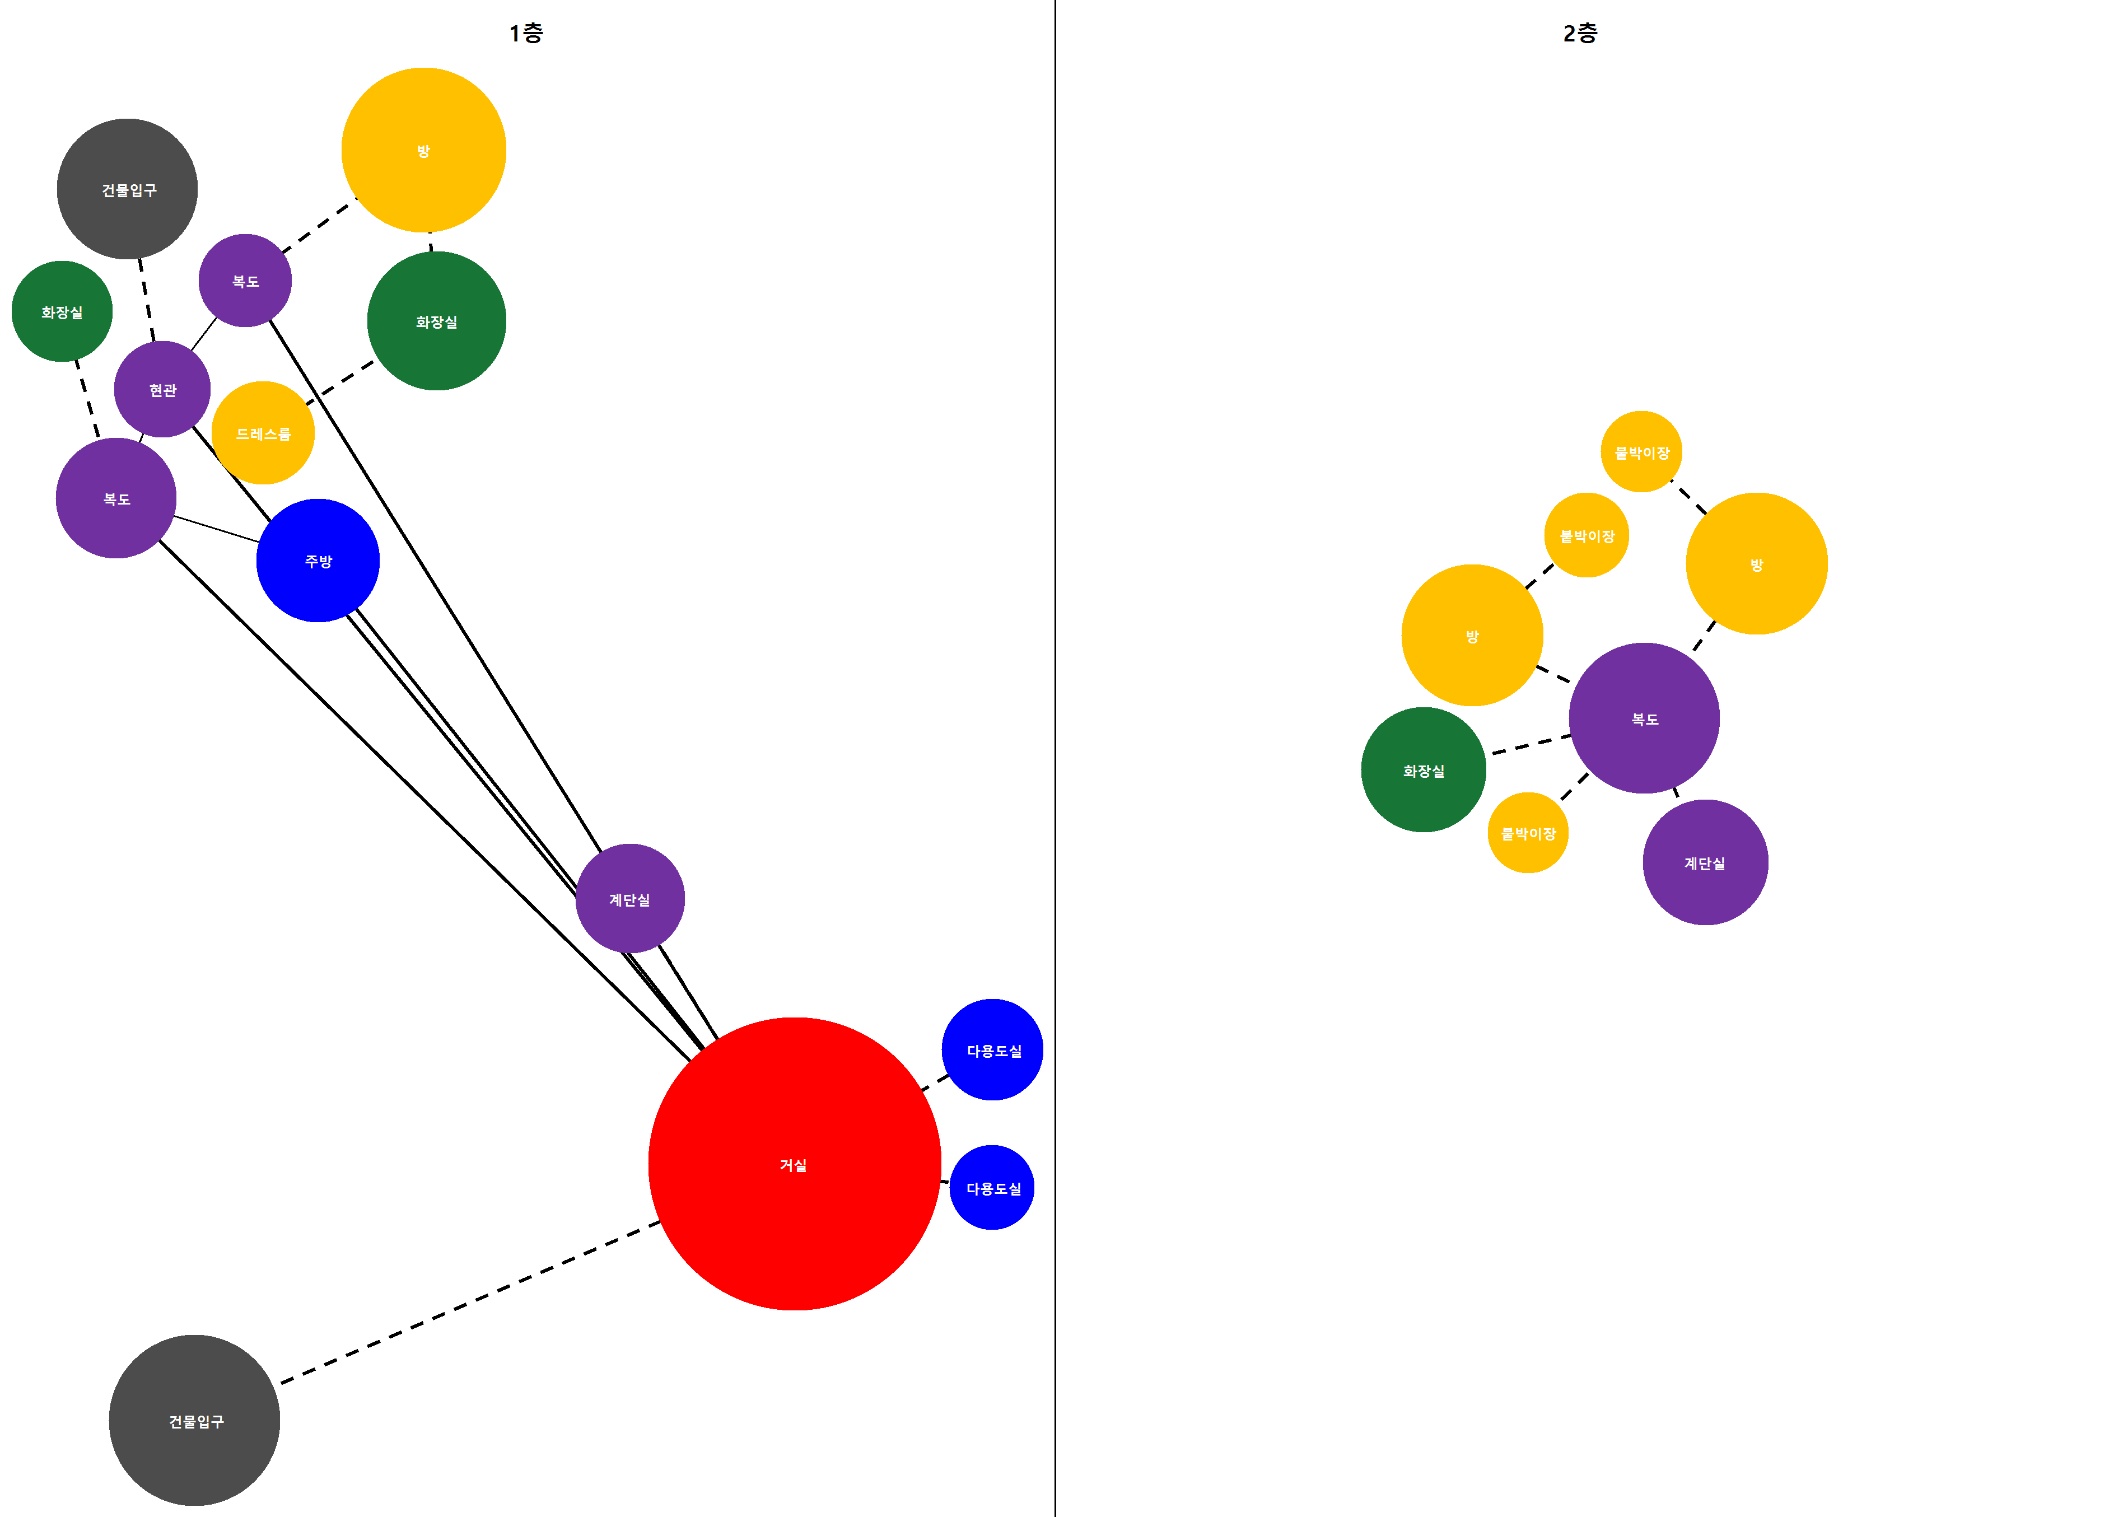 1층
방
건물입구
복도
화장실
화장실
현관
드레스룸
복도
주방
계단실
다용도실
거실
다용도실
건물입구
2층
붙박이장
붙박이장
방
방
복도
화장실
붙박이장
계단실